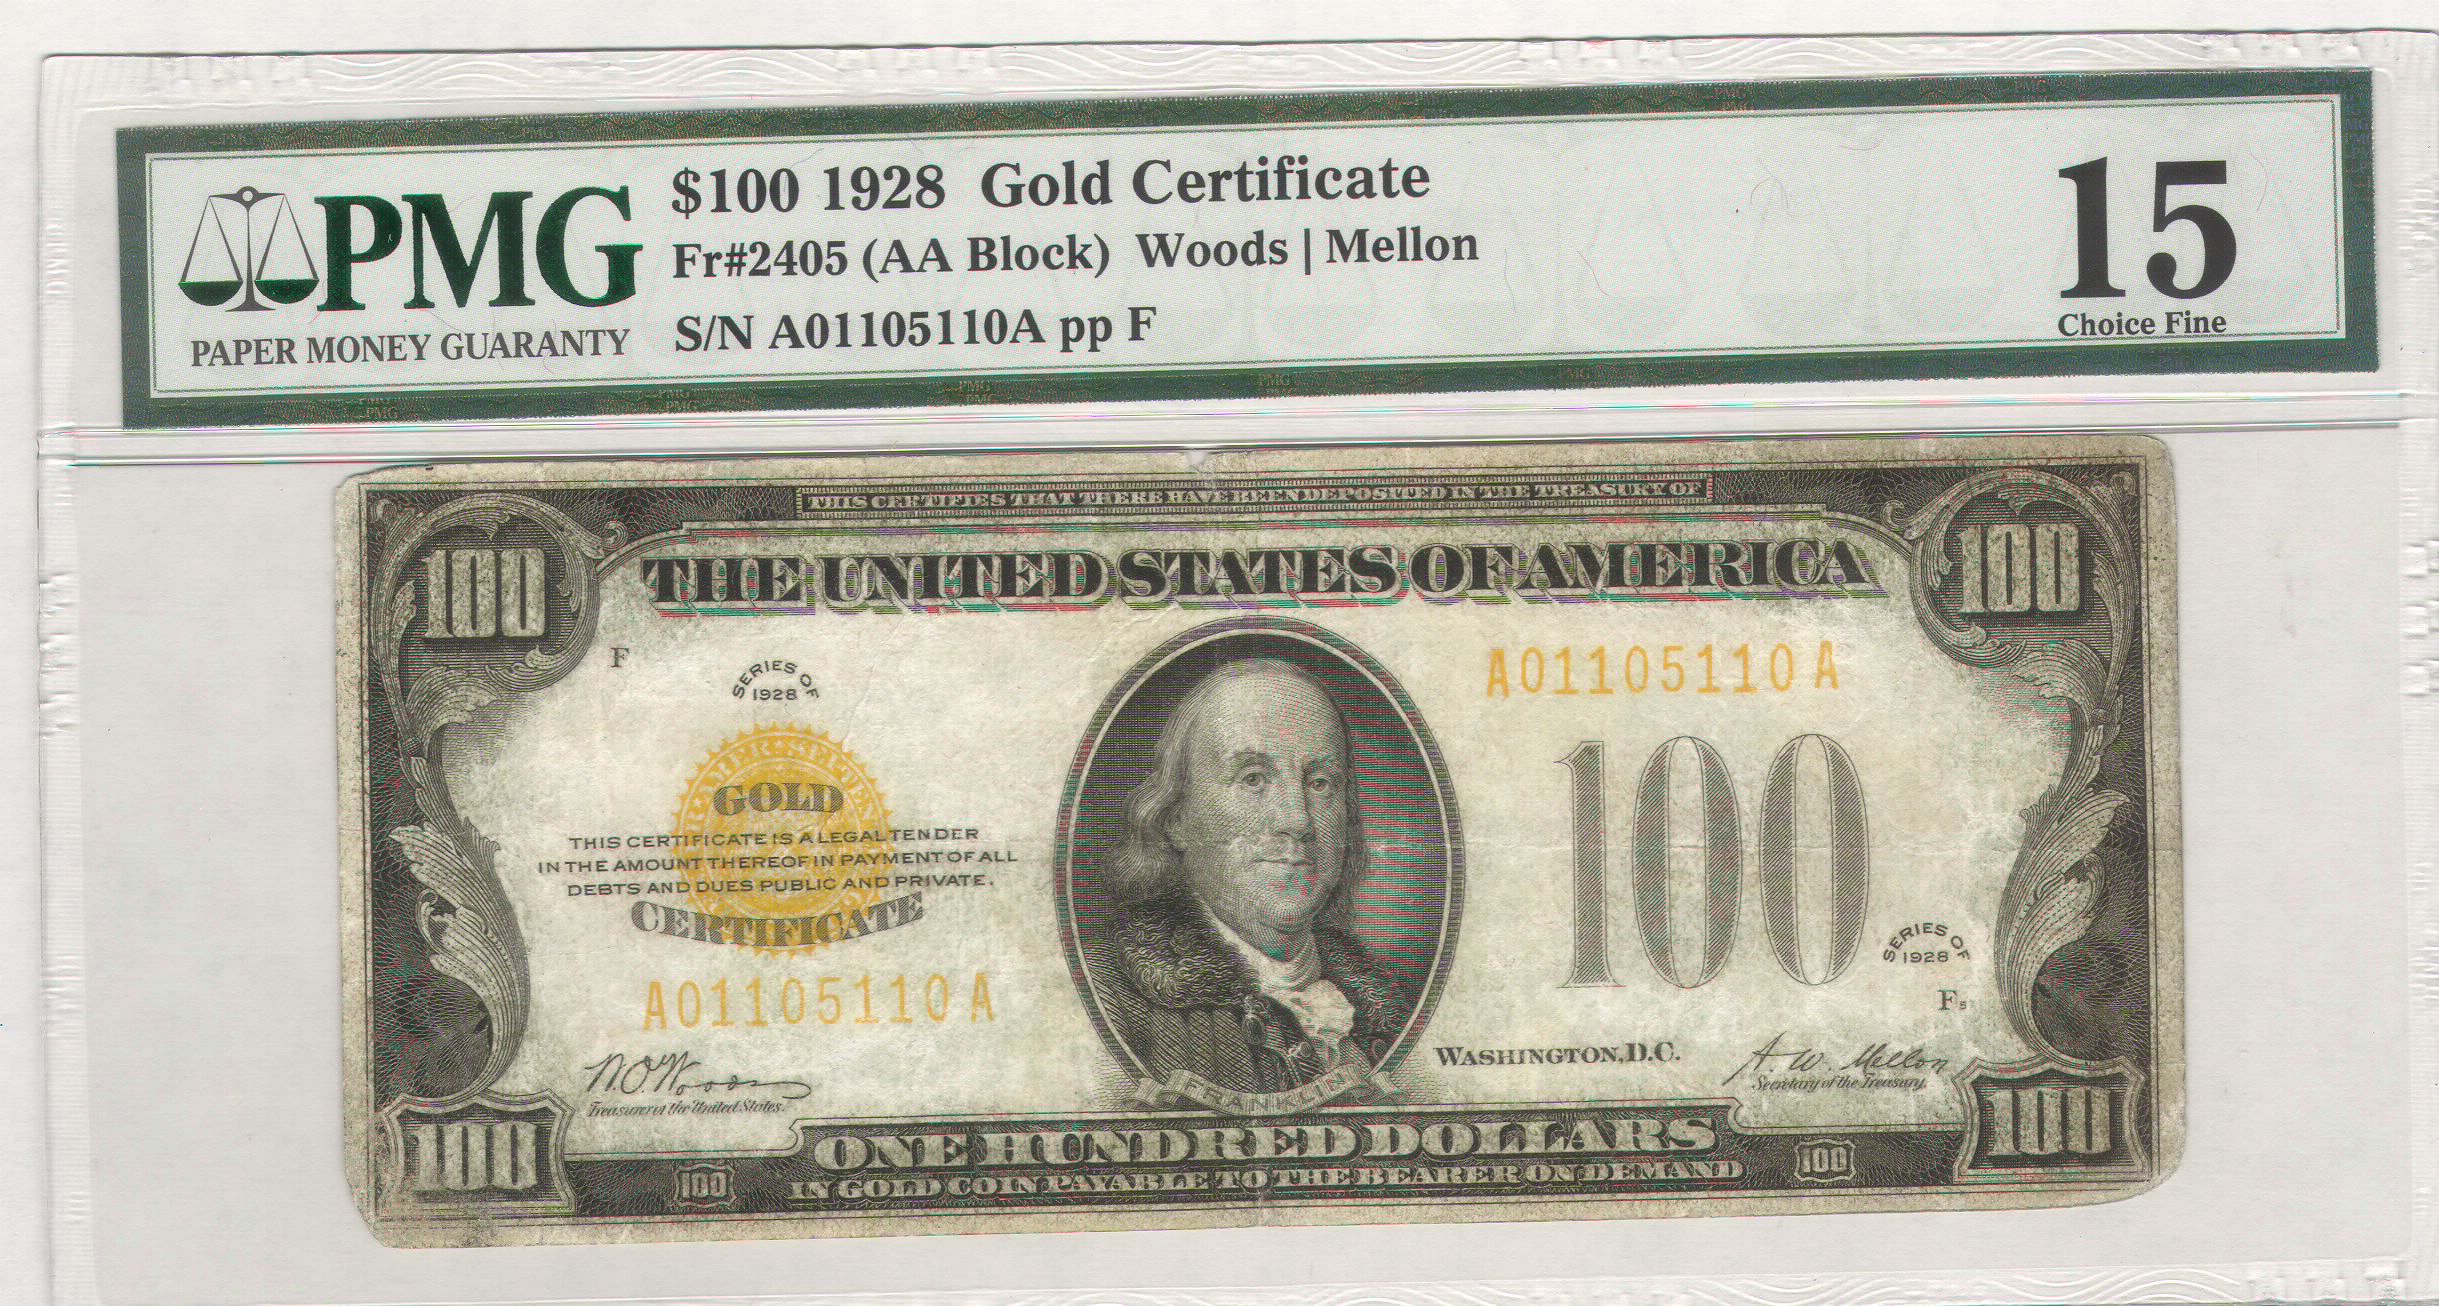 PMG
PAPER MONEY GUARANTY
$100 1928 Gold Certificate
Fr#2405 (AA Block) Woods | Mellon
S/N A01105110A pp F
15
Choice Fine
THIS CERTIFIES THAT THERE HAVE BEEN DEPOSITED IN THE TREASURY OF
100
THE UNITED STATES OF AMERICA
100
F
SERIES OF
1928
A01105110A
GOLD
THIS CERTIFICATE IS A LEGAL TENDER
IN THE AMOUNT THEREOF IN PAYMENT OF ALL
DEBTS AND DUES PUBLIC AND PRIVATE.
CERTIFICATE
100
SERIES OF
1928
A01105110A
F5
W.O. Woods
Treasurer of the United States.
FRANKLIN
WASHINGTON, D.C.
A. W. Mellon
Secretary of the Treasury.
100
ONE HUNDRED DOLLARS
100
100
IN GOLD COIN PAYABLE TO THE BEARER ON DEMAND
100